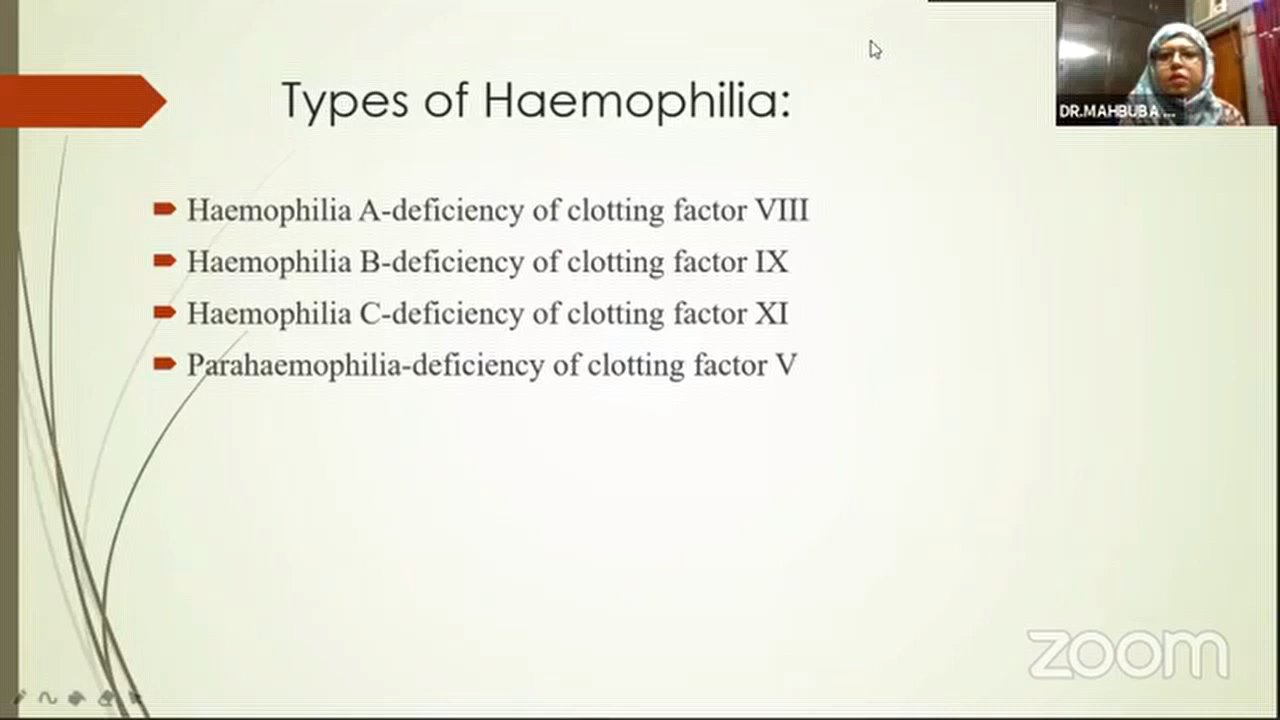 Types of Haemophilia:
DR.MAHBUBA ...
Haemophilia A-deficiency of clotting factor VIII
Haemophilia B-deficiency of clotting factor IX
Haemophilia C-deficiency of clotting factor XI
Parahaemophilia-deficiency of clotting factor V
zoom